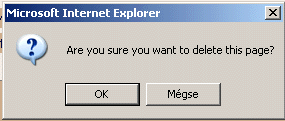 Microsoft Internet Explorer
Are you sure you want to delete this page?
OK
Mégse